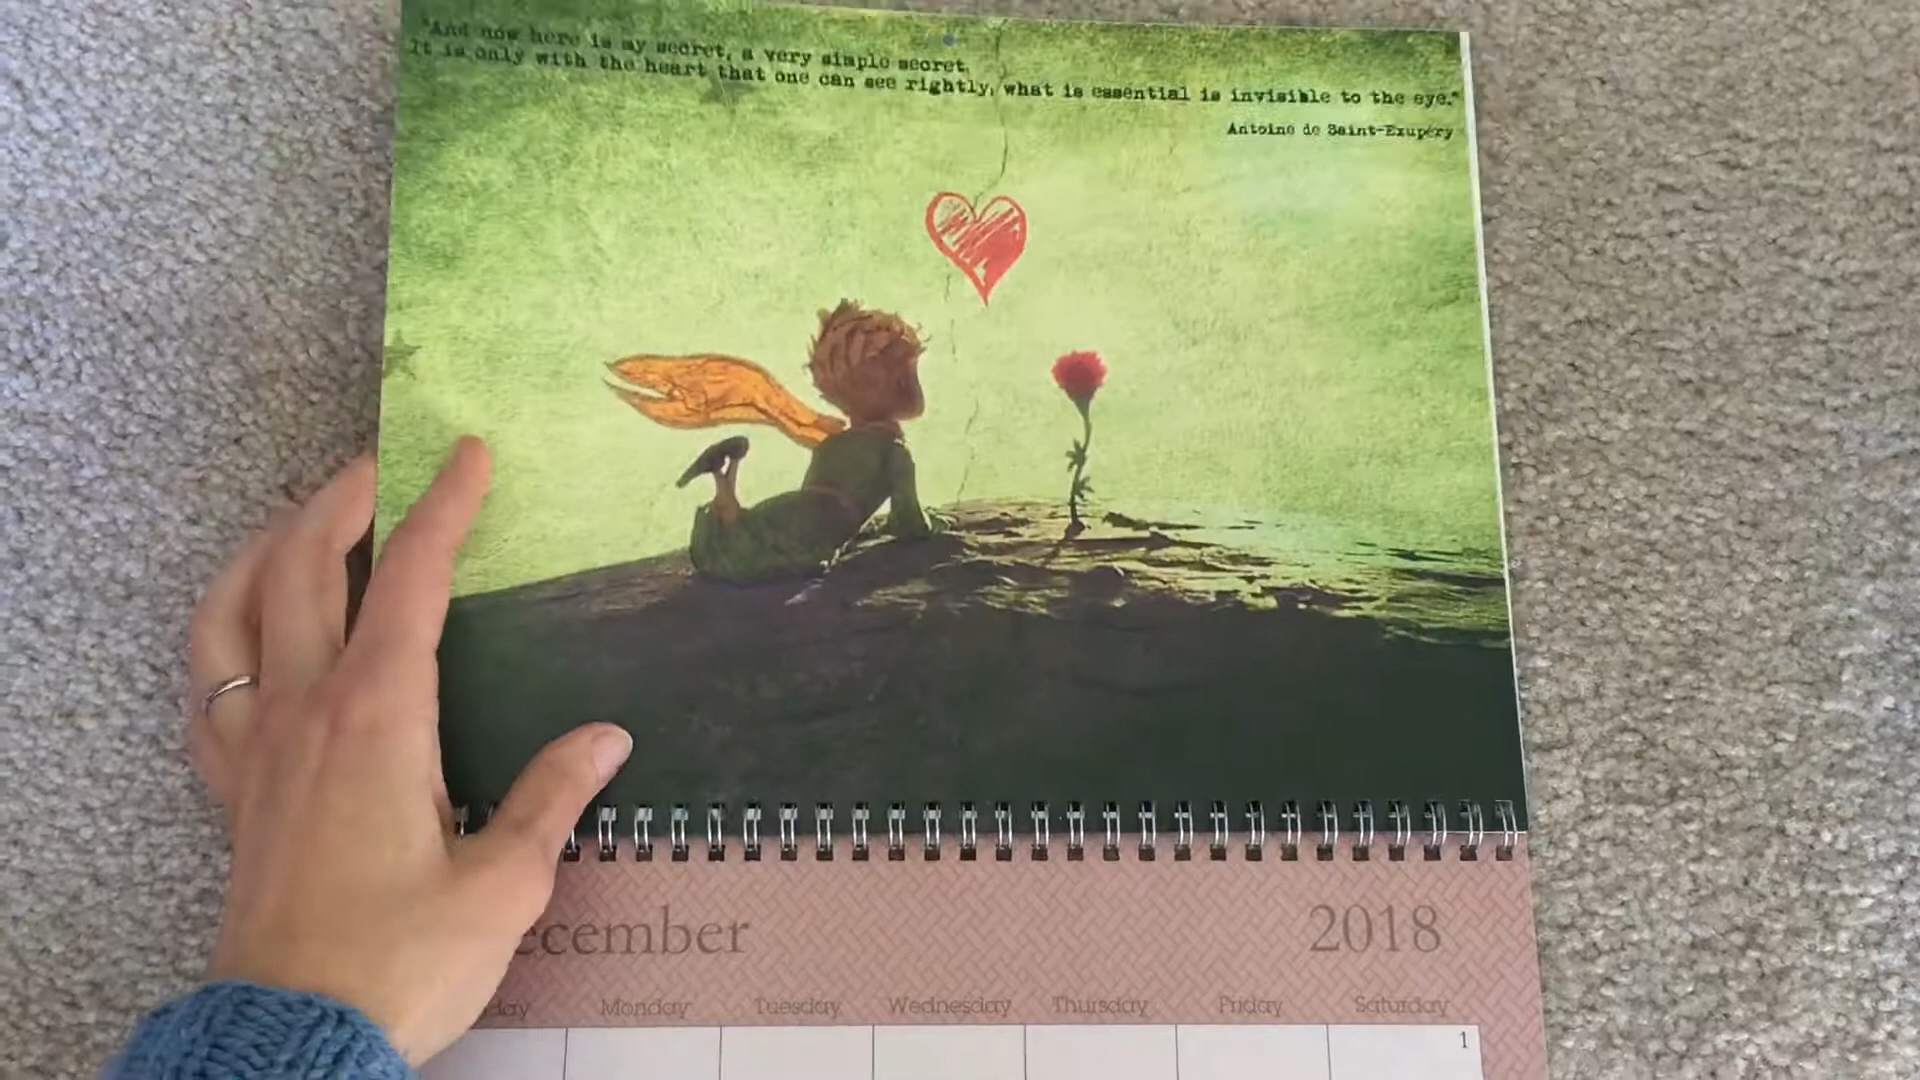 "And now here is my secret, a very simple secret.
It is only with the heart that one can see rightly, what is essential is invisible to the eye."
Antoine de Saint-Exupéry
ecember 2018
day Monday Tuesday Wednesday Thursday Friday Saturday
1